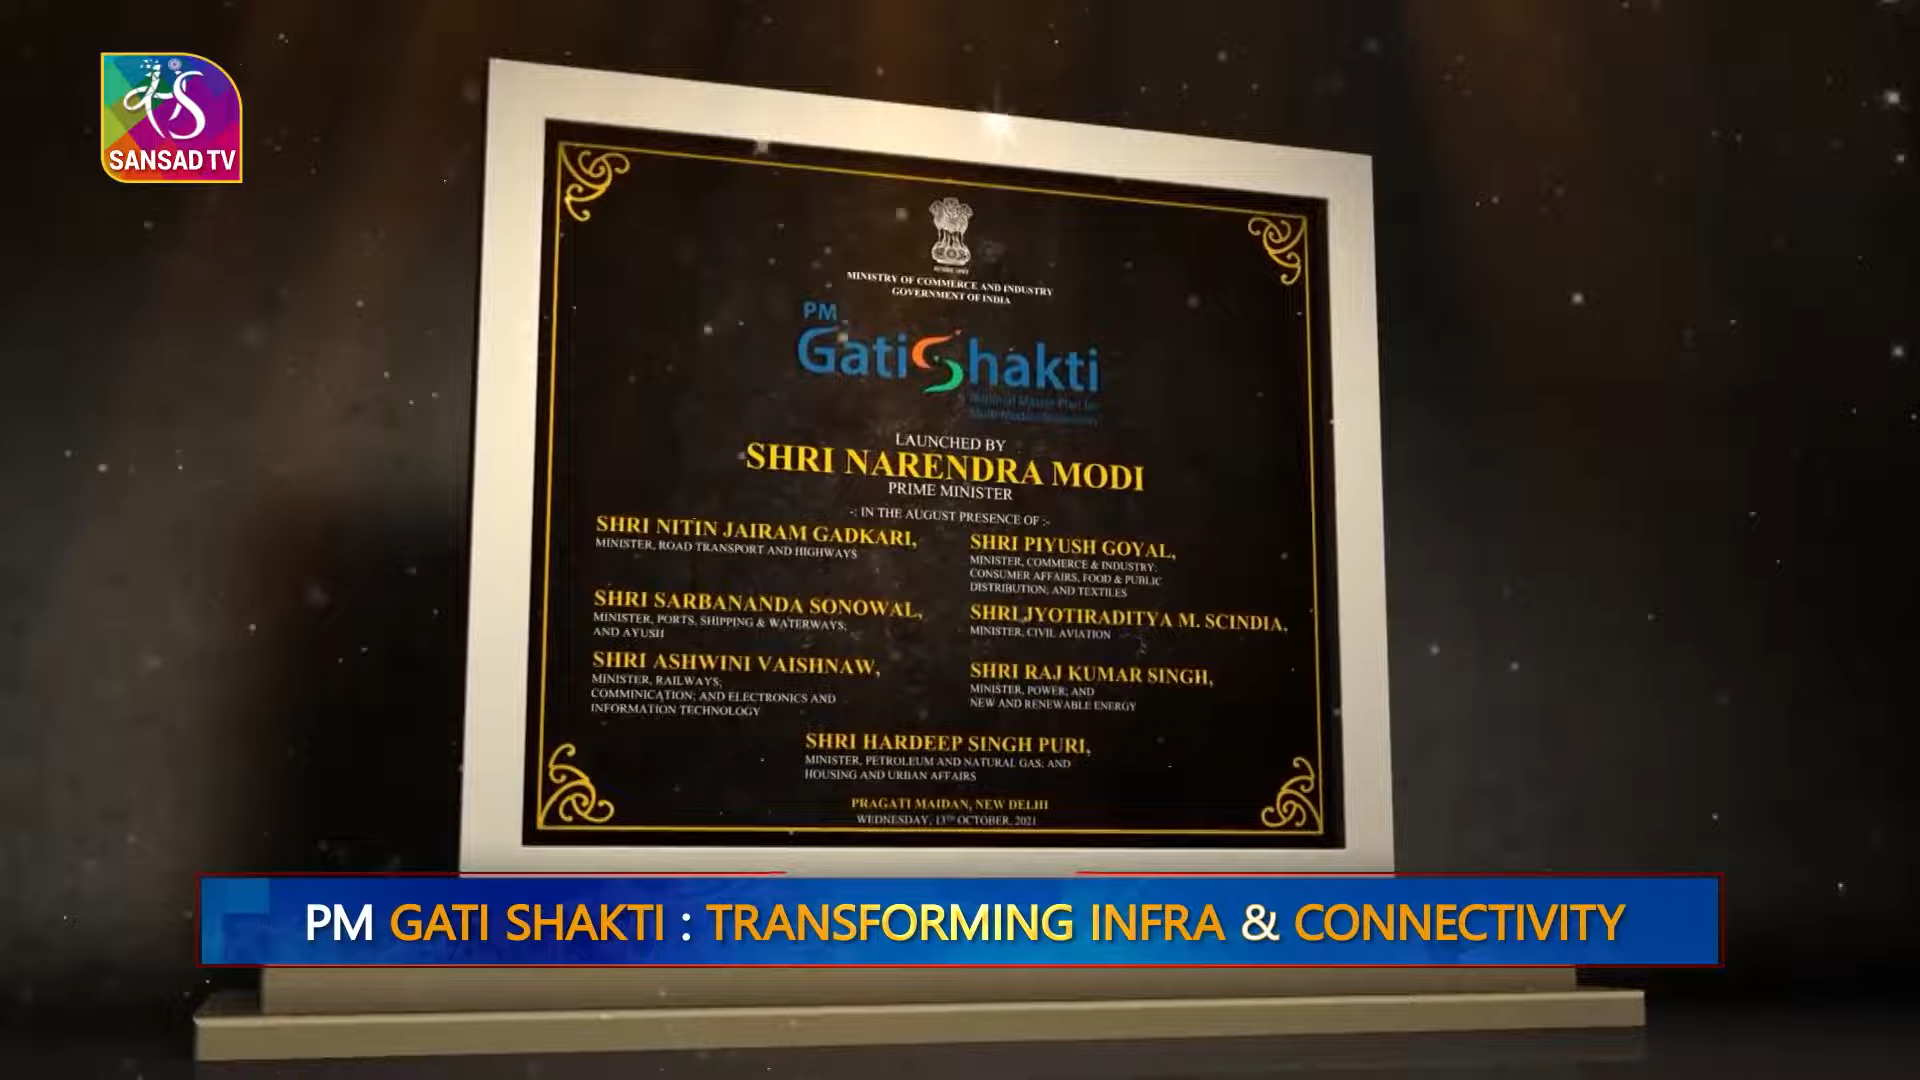 SANSAD TV
MINISTRY OF COMMERCE AND INDUSTRY
GOVERNMENT OF INDIA
PM
GatiShakti
National Master Plan for
LAUNCHED BY
SHRI NARENDRA MODI
PRIME MINISTER
-: IN THE AUGUST PRESENCE OF :-
SHRI NITIN JAIRAM GADKARI,
MINISTER, ROAD TRANSPORT AND HIGHWAYS
SHRI PIYUSH GOYAL,
MINISTER, COMMERCE & INDUSTRY;
CONSUMER AFFAIRS, FOOD & PUBLIC
DISTRIBUTION; AND TEXTILES
SHRI SARBANANDA SONOWAL,
MINISTER, PORTS, SHIPPING & WATERWAYS;
AND AYUSH
SHRI JYOTIRADITYA M. SCINDIA,
MINISTER, CIVIL AVIATION
SHRI ASHWINI VAISHNAW,
MINISTER, RAILWAYS;
COMMINICATION; AND ELECTRONICS AND
INFORMATION TECHNOLOGY
SHRI RAJ KUMAR SINGH,
MINISTER, POWER; AND
NEW AND RENEWABLE ENERGY
SHRI HARDEEP SINGH PURI,
MINISTER, PETROLEUM AND NATURAL GAS; AND
HOUSING AND URBAN AFFAIRS
PRAGATI MAIDAN, NEW DELHI
WEDNESDAY, 13TH OCTOBER, 2021
PM GATI SHAKTI : TRANSFORMING INFRA & CONNECTIVITY